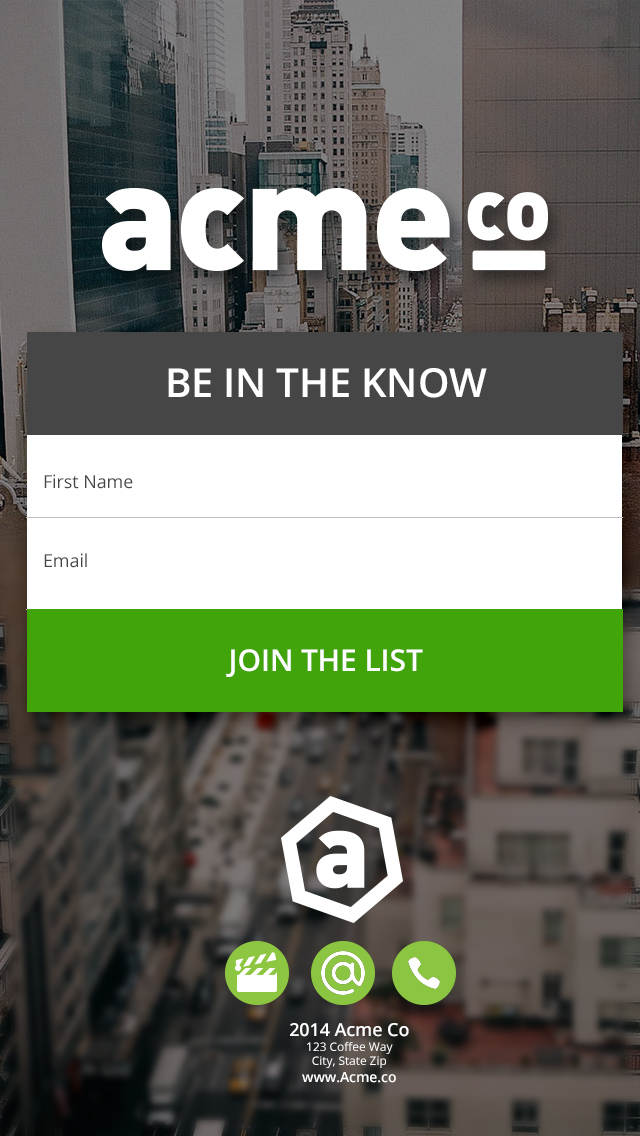 acme co
BE IN THE KNOW
First Name
Email
JOIN THE LIST
a
@
2014 Acme Co
123 Coffee Way
City, State Zip
www.Acme.co